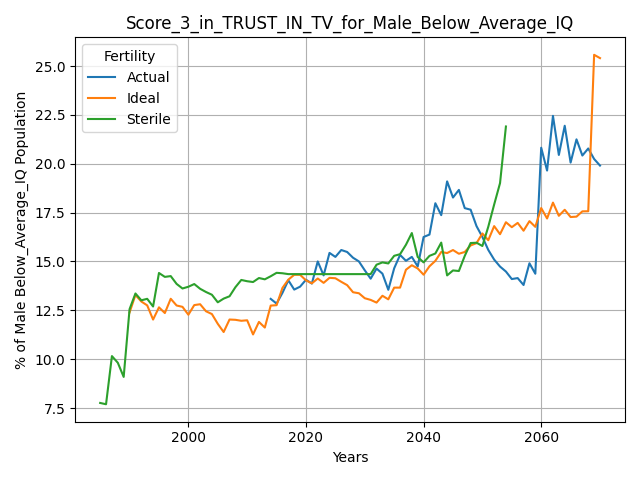 Score_3_in_TRUST_IN_TV_for_Male_Below_Average_IQ
Fertility
Actual
Ideal
Sterile
% of Male Below_Average_IQ Population
25.0
22.5
20.0
17.5
15.0
12.5
10.0
7.5
2000
2020
2040
2060
Years